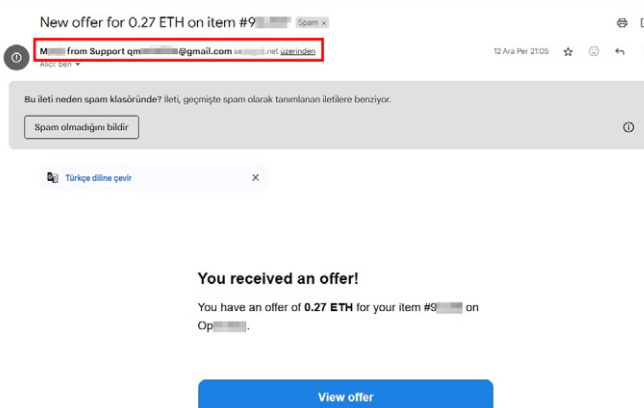 New offer for 0.27 ETH on item #9 Spam x
M from Support qm @gmail.com se .net üzerinden 12 Ara Per 21:05
Alıcı: ben
Bu ileti neden spam klasöründe? İleti, geçmişte spam olarak tanımlanan iletilere benziyor.
Spam olmadığını bildir
Türkçe diline çevir
You received an offer!
You have an offer of 0.27 ETH for your item #9 on
Op .
View offer